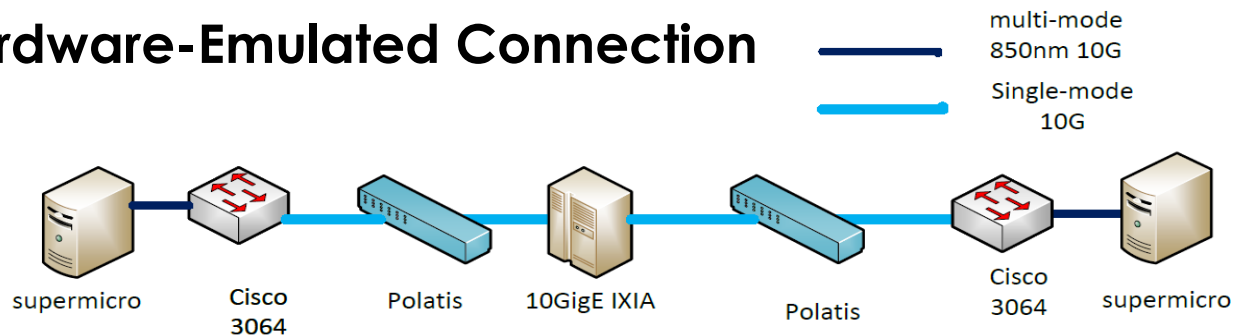 rdware-Emulated Connection
multi-mode
850nm 10G
Single-mode
10G
supermicro
Cisco
3064
Polatis
10GigE IXIA
Polatis
Cisco
3064
supermicro